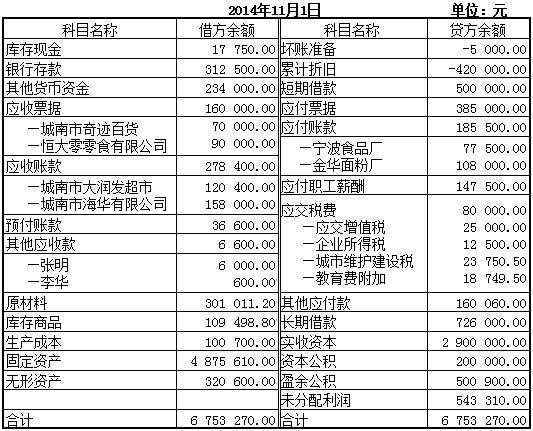 2014年11月1日 单位：元
科目名称 借方余额 科目名称 贷方余额
库存现金 17 750.00 坏账准备 -5 000.00
银行存款 312 500.00 累计折旧 -420 000.00
其他货币资金 234 000.00 短期借款 500 000.00
应收票据 160 000.00 应付票据 385 000.00
—城南市奇迹百货 70 000.00 应付账款 185 500.00
—恒大零零食有限公司 90 000.00 —宁波食品厂 77 500.00
应收账款 278 400.00 —金华面粉厂 108 000.00
—城南市大润发超市 120 400.00 应付职工薪酬 147 500.00
—城南市海华有限公司 158 000.00 应交税费 80 000.00
预付账款 36 600.00 —应交增值税 25 000.00
其他应收款 6 600.00 —企业所得税 12 500.00
—张明 6 000.00 —城市维护建设税 23 750.50
—李华 600.00 —教育费附加 18 749.50
原材料 301 011.20 其他应付款 160 060.00
库存商品 109 498.80 长期借款 726 000.00
生产成本 100 700.00 实收资本 2 900 000.00
固定资产 4 875 610.00 资本公积 200 000.00
无形资产 320 600.00 盈余公积 500 900.00
未分配利润 543 310.00
合计 6 753 270.00 合计 6 753 270.00